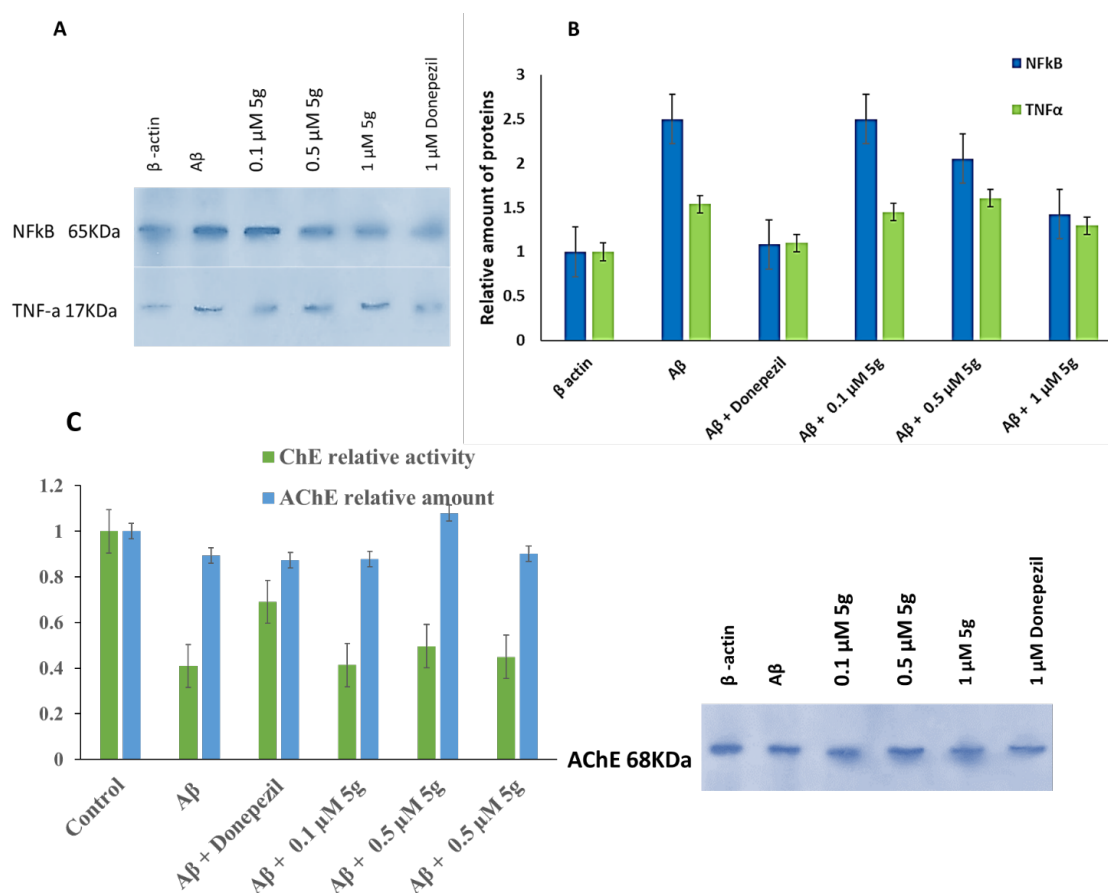 A
β -actin
Aβ
0.1 µM 5g
0.5 µM 5g
1 µM 5g
1 µM Donepezil
NFkB 65KDa
TNF-a 17KDa
B
NFkB
TNFα
Relative amount of proteins
3
2.5
2
1.5
1
0.5
0
β actin
Aβ
Aβ + Donepezil
Aβ + 0.1 µM 5g
Aβ + 0.5 µM 5g
Aβ + 1 µM 5g
C
ChE relative activity
AChE relative amount
1.2
1
0.8
0.6
0.4
0.2
0
Control
Aβ
Aβ + Donepezil
Aβ + 0.1 µM 5g
Aβ + 0.5 µM 5g
Aβ + 0.5 µM 5g
β -actin
Aβ
0.1 µM 5g
0.5 µM 5g
1 µM 5g
1 µM Donepezil
AChE 68KDa